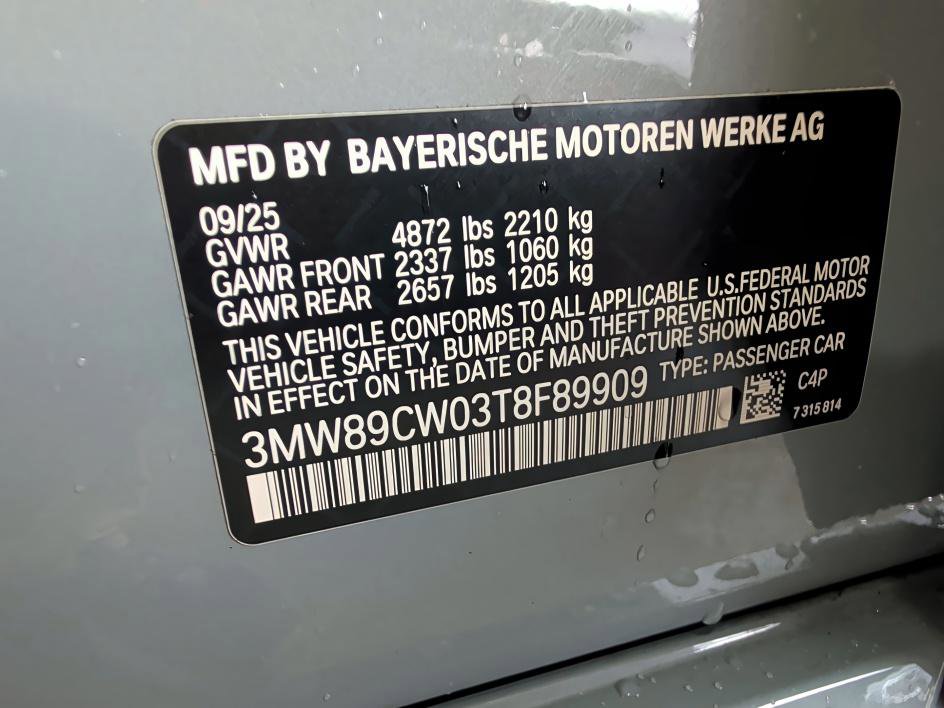 MFD BY BAYERISCHE MOTOREN WERKE AG
09/25
GVWR 4872 lbs 2210 kg
GAWR FRONT 2337 lbs 1060 kg
GAWR REAR 2657 lbs 1205 kg
THIS VEHICLE CONFORMS TO ALL APPLICABLE U.S.FEDERAL MOTOR
VEHICLE SAFETY, BUMPER AND THEFT PREVENTION STANDARDS
IN EFFECT ON THE DATE OF MANUFACTURE SHOWN ABOVE.
3MW89CW03T8F89909 TYPE: PASSENGER CAR
C4P
7315814